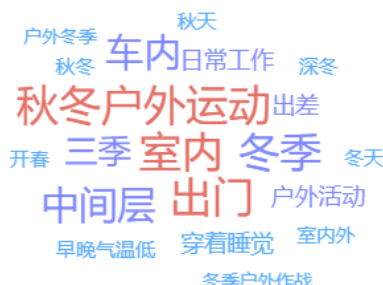 秋天
户外冬季
车内
日常工作
秋冬
深冬
秋冬户外运动
出差
开春
三季
室内
冬季
冬天
中间层
出门
户外活动
早晚气温低
穿着睡觉
室内外
冬季户外作战